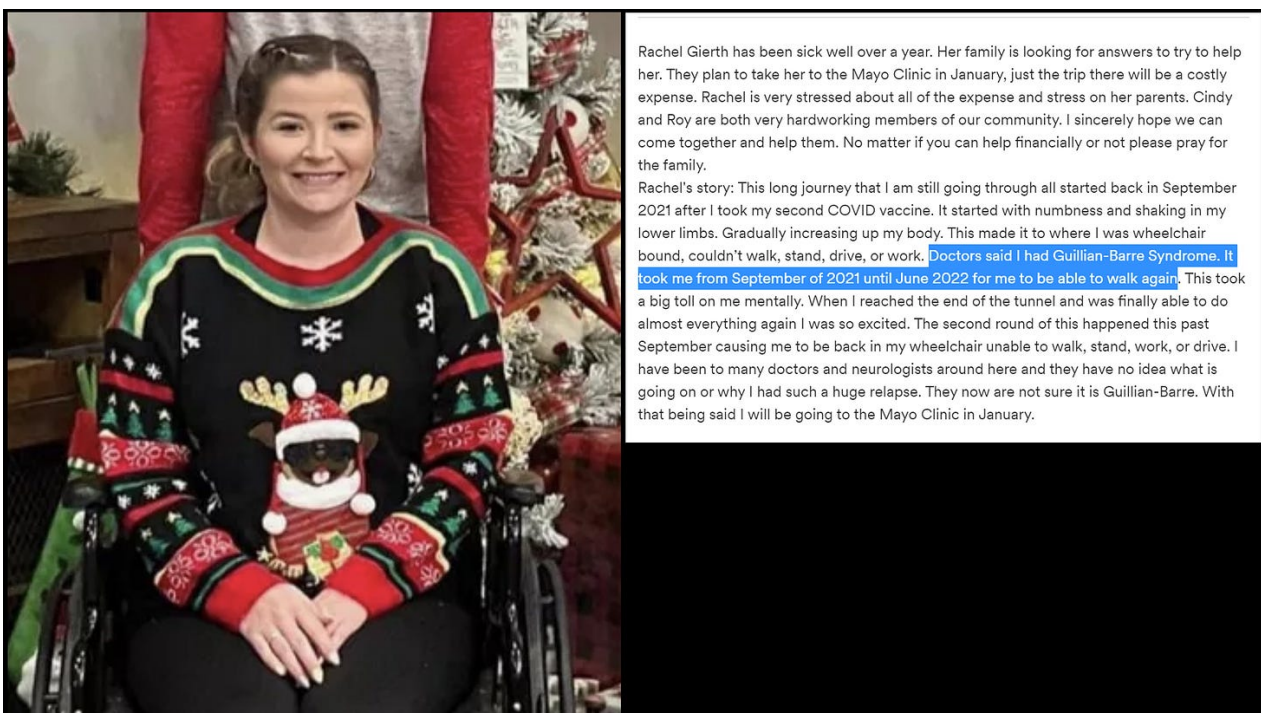 Rachel Gierth has been sick well over a year. Her family is looking for answers to try to help
her. They plan to take her to the Mayo Clinic in January, just the trip there will be a costly
expense. Rachel is very stressed about all of the expense and stress on her parents. Cindy
and Roy are both very hardworking members of our community. I sincerely hope we can
come together and help them. No matter if you can help financially or not please pray for
the family.
Rachel's story: This long journey that I am still going through all started back in September
2021 after I took my second COVID vaccine. It started with numbness and shaking in my
lower limbs. Gradually increasing up my body. This made it to where I was wheelchair
bound, couldn't walk, stand, drive, or work. Doctors said I had Guillian-Barre Syndrome. It
took me from September of 2021 until June 2022 for me to be able to walk again. This took
a big toll on me mentally. When I reached the end of the tunnel and was finally able to do
almost everything again I was so excited. The second round of this happened this past
September causing me to be back in my wheelchair unable to walk, stand, work, or drive. I
have been to many doctors and neurologists around here and they have no idea what is
going on or why I had such a huge relapse. They now are not sure it is Guillian-Barre. With
that being said I will be going to the Mayo Clinic in January.